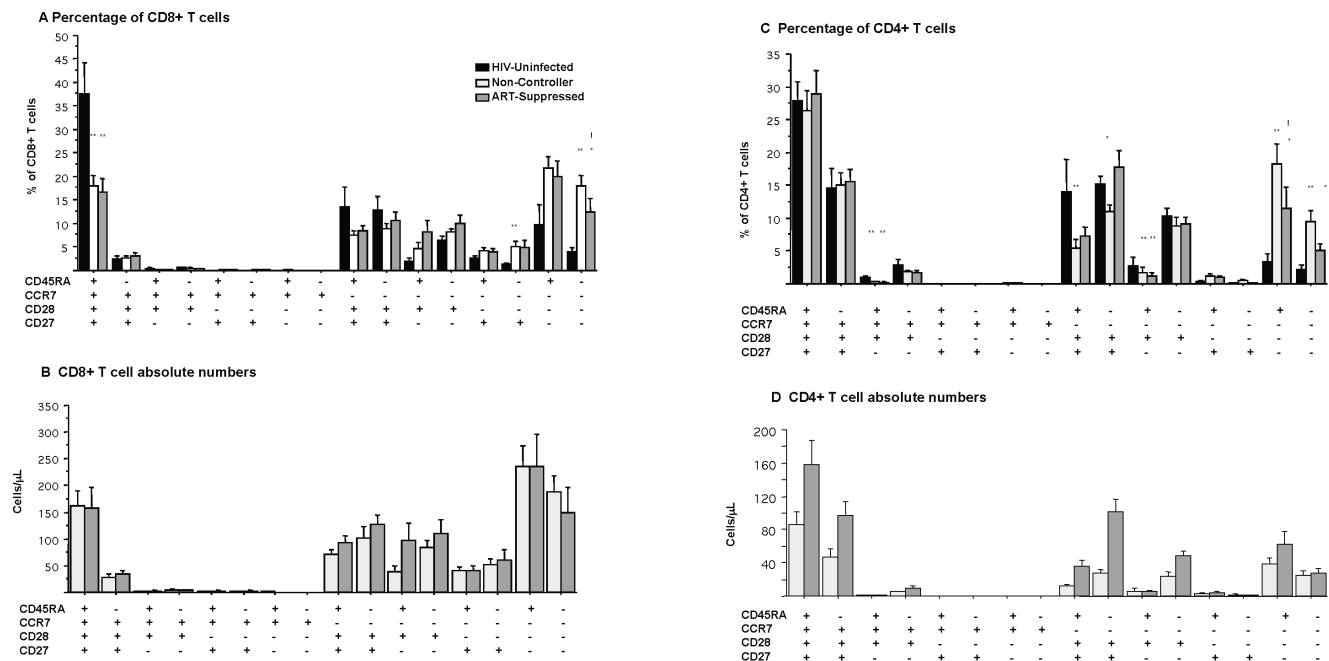 A Percentage of CD8+ T cells
50
45
40
35
30
25
20
15
10
5
% of CD8+ T cells
HIV-Uninfected
Non-Controller
ART-Suppressed
** **
**
** !
*
CD45RA + - + - + - + - + - + - + - + -
CCR7 + + + + + + + + - - - - - - - -
CD28 + + + + - - - - + + + + - - - -
CD27 + + - - + + - - + + - - + + - -
B CD8+ T cell absolute numbers
350
300
250
200
150
100
50
Cells/µL
CD45RA + - + - + - + - + - + - + - + -
CCR7 + + + + + + + + - - - - - - - -
CD28 + + + + - - - - + + + + - - - -
CD27 + + - - + + - - + + - - + + - -
C Percentage of CD4+ T cells
35
30
25
20
15
10
5
% of CD4+ T cells
** **
**
*
** **
** !
*
** *
CD45RA + - + - + - + - + - + - + - + -
CCR7 + + + + + + + + - - - - - - - -
CD28 + + + + - - - - + + + + - - - -
CD27 + + - - + + - - + + - - + + - -
D CD4+ T cell absolute numbers
200
160
120
80
40
Cells/µL
CD45RA + - + - + - + - + - + - + - + -
CCR7 + + + + + + + + - - - - - - - -
CD28 + + + + - - - - + + + + - - - -
CD27 + + - - + + - - + + - - + + - -